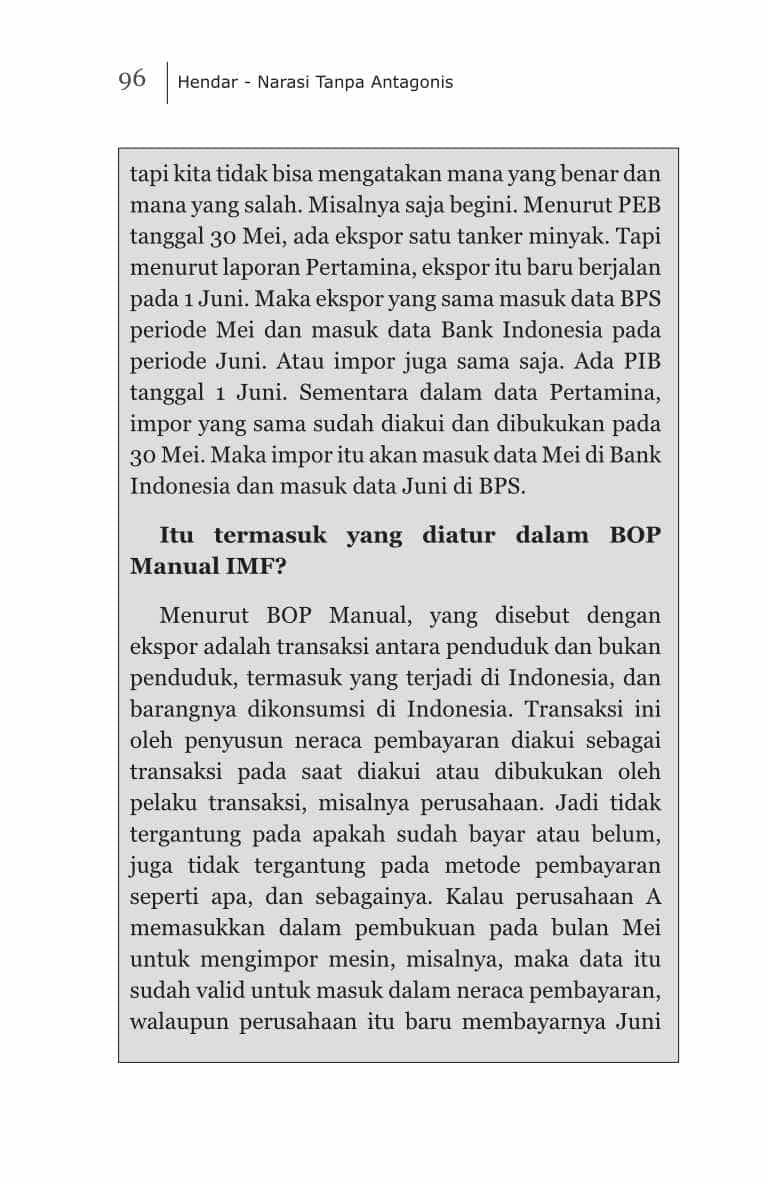 96
Hendar - Narasi Tanpa Antagonis
tapi kita tidak bisa mengatakan mana yang benar dan
mana yang salah. Misalnya saja begini. Menurut PEB
tanggal 30 Mei, ada ekspor satu tanker minyak. Tapi
menurut laporan Pertamina, ekspor itu baru berjalan
pada 1 Juni. Maka ekspor yang sama masuk data BPS
periode Mei dan masuk data Bank Indonesia pada
periode Juni. Atau impor juga sama saja. Ada PIB
tanggal 1 Juni. Sementara dalam data Pertamina,
impor yang sama sudah diakui dan dibukukan pada
30 Mei. Maka impor itu akan masuk data Mei di Bank
Indonesia dan masuk data Juni di BPS.
Itu termasuk yang diatur dalam BOP
Manual IMF?
Menurut BOP Manual, yang disebut dengan
ekspor adalah transaksi antara penduduk dan bukan
penduduk, termasuk yang terjadi di Indonesia, dan
barangnya dikonsumsi di Indonesia. Transaksi ini
oleh penyusun neraca pembayaran diakui sebagai
transaksi pada saat diakui atau dibukukan oleh
pelaku transaksi, misalnya perusahaan. Jadi tidak
tergantung pada apakah sudah bayar atau belum,
juga tidak tergantung pada metode pembayaran
seperti apa, dan sebagainya. Kalau perusahaan A
memasukkan dalam pembukuan pada bulan Mei
untuk mengimpor mesin, misalnya, maka data itu
sudah valid untuk masuk dalam neraca pembayaran,
walaupun perusahaan itu baru membayarnya Juni